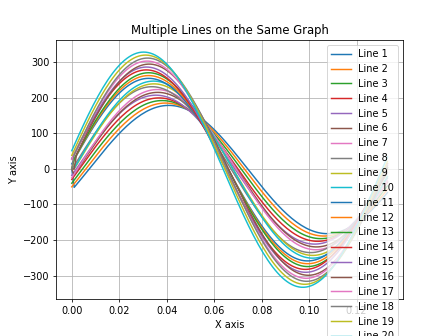 Multiple Lines on the Same Graph
Y axis
300
200
100
0
−100
−200
−300
0.00
0.02
0.04
0.06
0.08
0.10
X axis
Line 1
Line 2
Line 3
Line 4
Line 5
Line 6
Line 7
Line 8
Line 9
Line 10
Line 11
Line 12
Line 13
Line 14
Line 15
Line 16
Line 17
Line 18
Line 19
Line 20